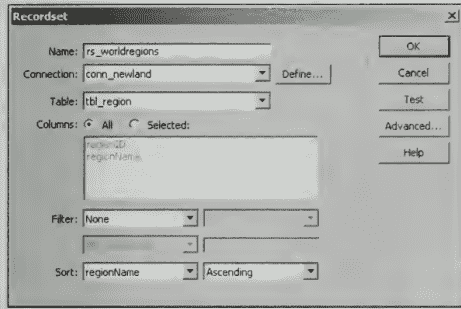 Recordset
Name: rs_worldregions
OK
Connection: conn_newland Define...
Cancel
Table: tbl_region
Test
Columns: All Selected:
Advanced...
regionID
regionName
Help
Filter: None
Sort: regionName Ascending